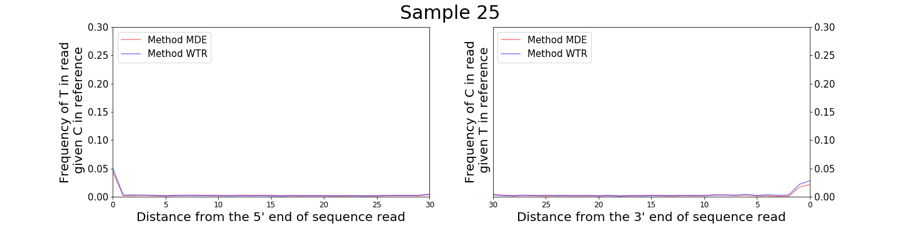 Sample 25
Frequency of T in read
given C in reference
0.30
0.25
0.20
0.15
0.10
0.05
0.00
Method MDE
Method WTR
0
5
10
15
20
25
30
Distance from the 5' end of sequence read
Frequency of C in read
given T in reference
Method MDE
Method WTR
0.30
0.25
0.20
0.15
0.10
0.05
0.00
30
25
20
15
10
5
0
Distance from the 3' end of sequence read